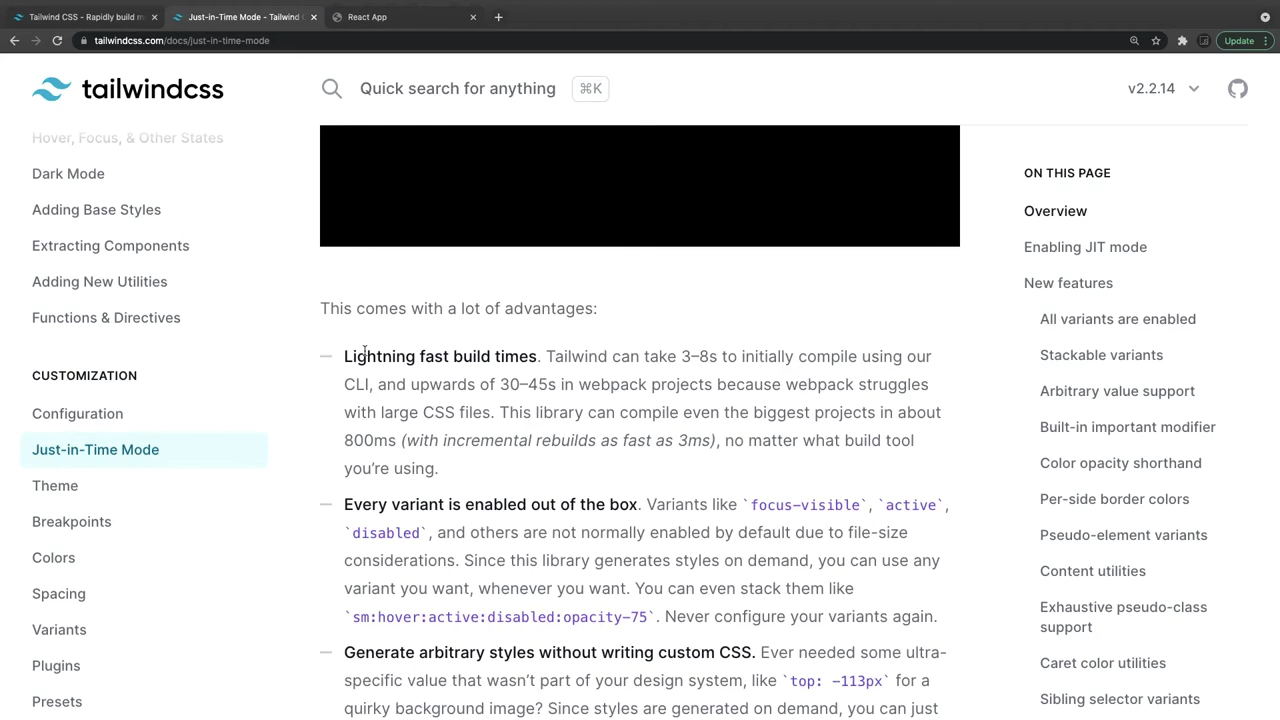 Tailwind CSS - Rapidly build m
Just-in-Time Mode - Tailwind C
React App
tailwindcss.com/docs/just-in-time-mode
Update
tailwindcss
Quick search for anything
⌘K
v2.2.14
Hover, Focus, & Other States
Dark Mode
Adding Base Styles
Extracting Components
Adding New Utilities
Functions & Directives
CUSTOMIZATION
Configuration
Just-in-Time Mode
Theme
Breakpoints
Colors
Spacing
Variants
Plugins
Presets
This comes with a lot of advantages:
— Lightning fast build times. Tailwind can take 3–8s to initially compile using our
CLI, and upwards of 30–45s in webpack projects because webpack struggles
with large CSS files. This library can compile even the biggest projects in about
800ms (with incremental rebuilds as fast as 3ms), no matter what build tool
you’re using.
— Every variant is enabled out of the box. Variants like `focus-visible`, `active`,
`disabled`, and others are not normally enabled by default due to file-size
considerations. Since this library generates styles on demand, you can use any
variant you want, whenever you want. You can even stack them like
`sm:hover:active:disabled:opacity-75`. Never configure your variants again.
— Generate arbitrary styles without writing custom CSS. Ever needed some ultra-
specific value that wasn’t part of your design system, like `top: -113px` for a
quirky background image? Since styles are generated on demand, you can just
ON THIS PAGE
Overview
Enabling JIT mode
New features
All variants are enabled
Stackable variants
Arbitrary value support
Built-in important modifier
Color opacity shorthand
Per-side border colors
Pseudo-element variants
Content utilities
Exhaustive pseudo-class
support
Caret color utilities
Sibling selector variants